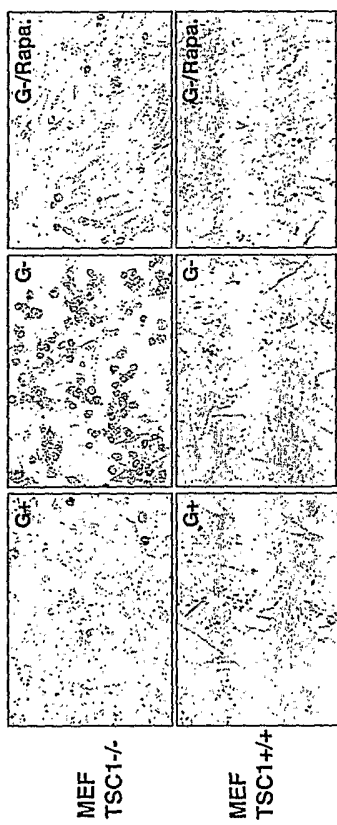 MEF
TSC1-/-
G+
G-
G-/Rapa.
MEF
TSC1+/+
G+
G-
G-/Rapa.